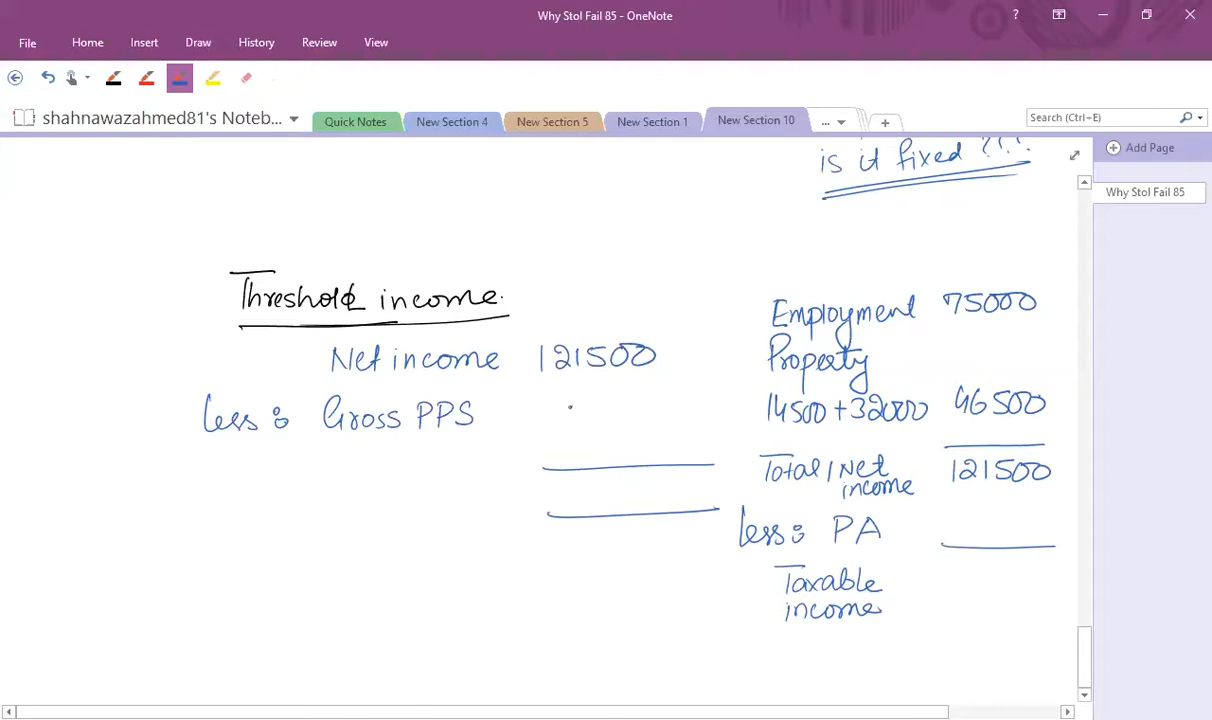 Why Stol Fail 85 - OneNote
?
File Home Insert Draw History Review View
shahnawazahmed81's Noteb...
Quick Notes New Section 4 New Section 5 New Section 1 New Section 10 ...
Search (Ctrl+E)
Add Page
Why Stol Fail 85
is it fixed ?!?
Threshold income.
Net income 121500
less: Gross PPS
Employment 75000
Property
14500+32000 46500
Total/Net income 121500
less: PA
Taxable
income